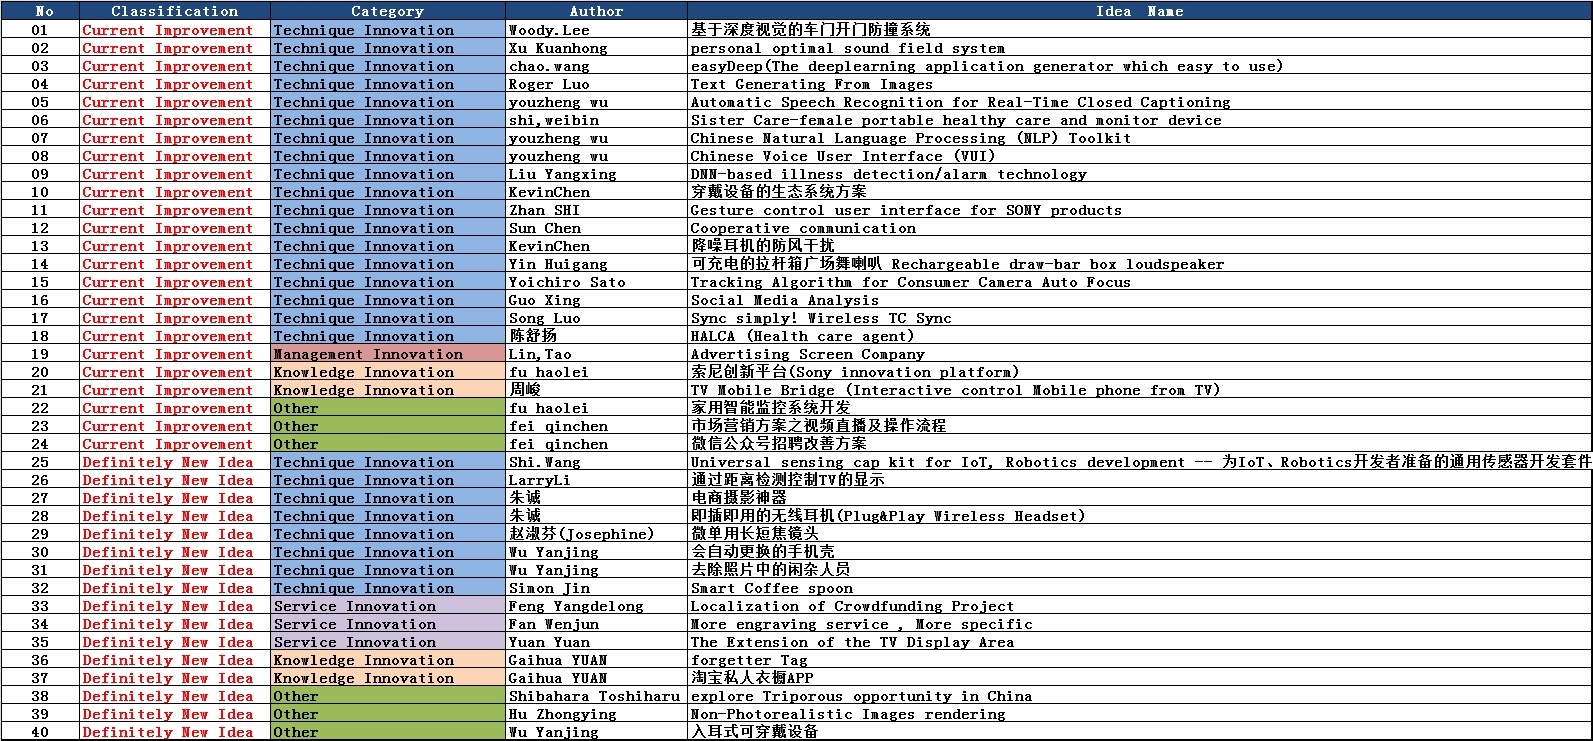 No Classification Category Author Idea Name
01 Current Improvement Technique Innovation Woody.Lee 基于深度视觉的车门开门防撞系统
02 Current Improvement Technique Innovation Xu Kuanhong personal optimal sound field system
03 Current Improvement Technique Innovation chao.wang easyDeep(The deeplearning application generator which easy to use)
04 Current Improvement Technique Innovation Roger Luo Text Generating From Images
05 Current Improvement Technique Innovation youzheng wu Automatic Speech Recognition for Real-Time Closed Captioning
06 Current Improvement Technique Innovation shi,weibin Sister Care-female portable healthy care and monitor device
07 Current Improvement Technique Innovation youzheng wu Chinese Natural Language Processing (NLP) Toolkit
08 Current Improvement Technique Innovation youzheng wu Chinese Voice User Interface (VUI)
09 Current Improvement Technique Innovation Liu Yangxing DNN-based illness detection/alarm technology
10 Current Improvement Technique Innovation KevinChen 穿戴设备的生态系统方案
11 Current Improvement Technique Innovation Zhan SHI Gesture control user interface for SONY products
12 Current Improvement Technique Innovation Sun Chen Cooperative communication
13 Current Improvement Technique Innovation KevinChen 降噪耳机的防风干扰
14 Current Improvement Technique Innovation Yin Huigang 可充电的拉杆箱广场舞喇叭 Rechargeable draw-bar box loudspeaker
15 Current Improvement Technique Innovation Yoichiro Sato Tracking Algorithm for Consumer Camera Auto Focus
16 Current Improvement Technique Innovation Guo Xing Social Media Analysis
17 Current Improvement Technique Innovation Song Luo Sync simply! Wireless TC Sync
18 Current Improvement Technique Innovation 陈舒扬 HALCA (Health care agent)
19 Current Improvement Management Innovation Lin,Tao Advertising Screen Company
20 Current Improvement Knowledge Innovation fu haolei 索尼创新平台(Sony innovation platform)
21 Current Improvement Knowledge Innovation 周峻 TV Mobile Bridge (Interactive control Mobile phone from TV)
22 Current Improvement Other fu haolei 家用智能监控系统开发
23 Current Improvement Other fei qinchen 市场营销方案之视频直播及操作流程
24 Current Improvement Other fei qinchen 微信公众号招聘改善方案
25 Definitely New Idea Technique Innovation Shi.Wang Universal sensing cap kit for IoT, Robotics development -- 为IoT、Robotics开发者准备的通用传感器开发套件
26 Definitely New Idea Technique Innovation LarryLi 通过距离检测控制TV的显示
27 Definitely New Idea Technique Innovation 朱诚 电商摄影神器
28 Definitely New Idea Technique Innovation 朱诚 即插即用的无线耳机(Plug&Play Wireless Headset)
29 Definitely New Idea Technique Innovation 赵淑芬(Josephine) 微单用长短焦镜头
30 Definitely New Idea Technique Innovation Wu Yanjing 会自动更换的手机壳
31 Definitely New Idea Technique Innovation Wu Yanjing 去除照片中的闲杂人员
32 Definitely New Idea Technique Innovation Simon Jin Smart Coffee spoon
33 Definitely New Idea Service Innovation Feng Yangdelong Localization of Crowdfunding Project
34 Definitely New Idea Service Innovation Fan Wenjun More engraving service , More specific
35 Definitely New Idea Service Innovation Yuan Yuan The Extension of the TV Display Area
36 Definitely New Idea Knowledge Innovation Gaihua YUAN forgetter Tag
37 Definitely New Idea Knowledge Innovation Gaihua YUAN 淘宝私人衣橱APP
38 Definitely New Idea Other Shibahara Toshiharu explore Triporous opportunity in China
39 Definitely New Idea Other Hu Zhongying Non-Photorealistic Images rendering
40 Definitely New Idea Other Wu Yanjing 入耳式可穿戴设备